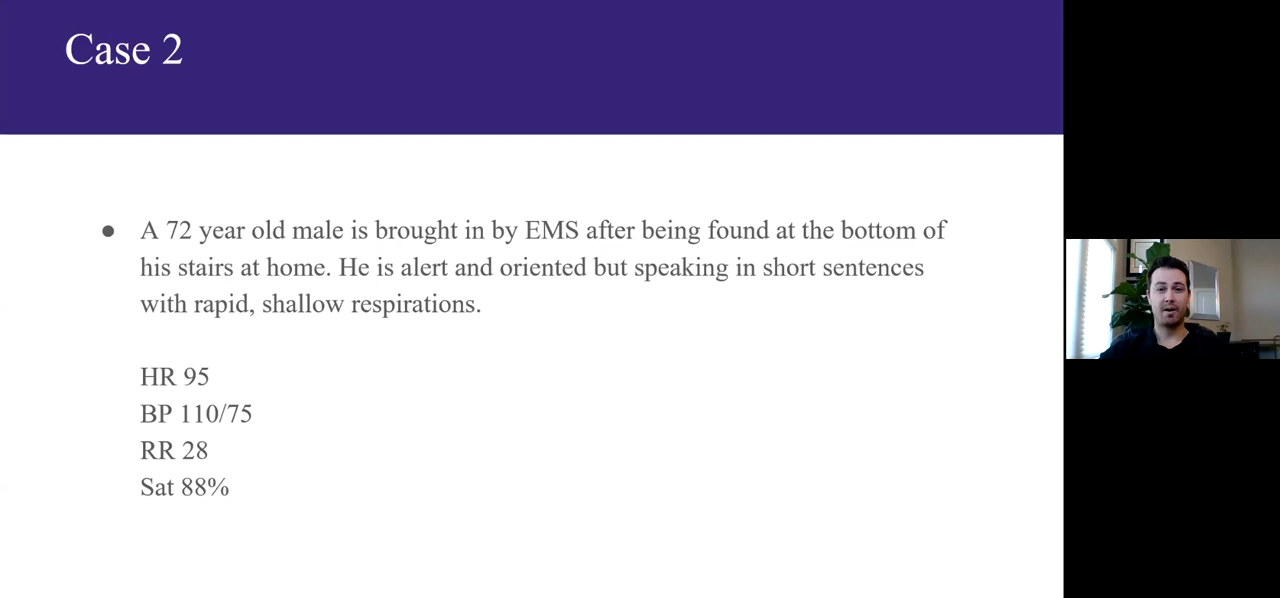 Case 2
● A 72 year old male is brought in by EMS after being found at the bottom of
his stairs at home. He is alert and oriented but speaking in short sentences
with rapid, shallow respirations.
HR 95
BP 110/75
RR 28
Sat 88%